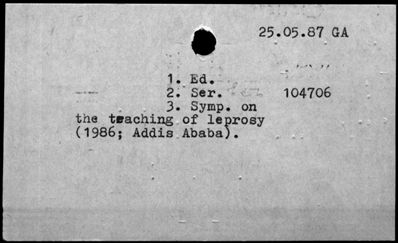 25.05.87 GA
1. Ed.
2. Ser. 104706
3. Symp. on
the teaching of leprosy
(1986; Addis Ababa).